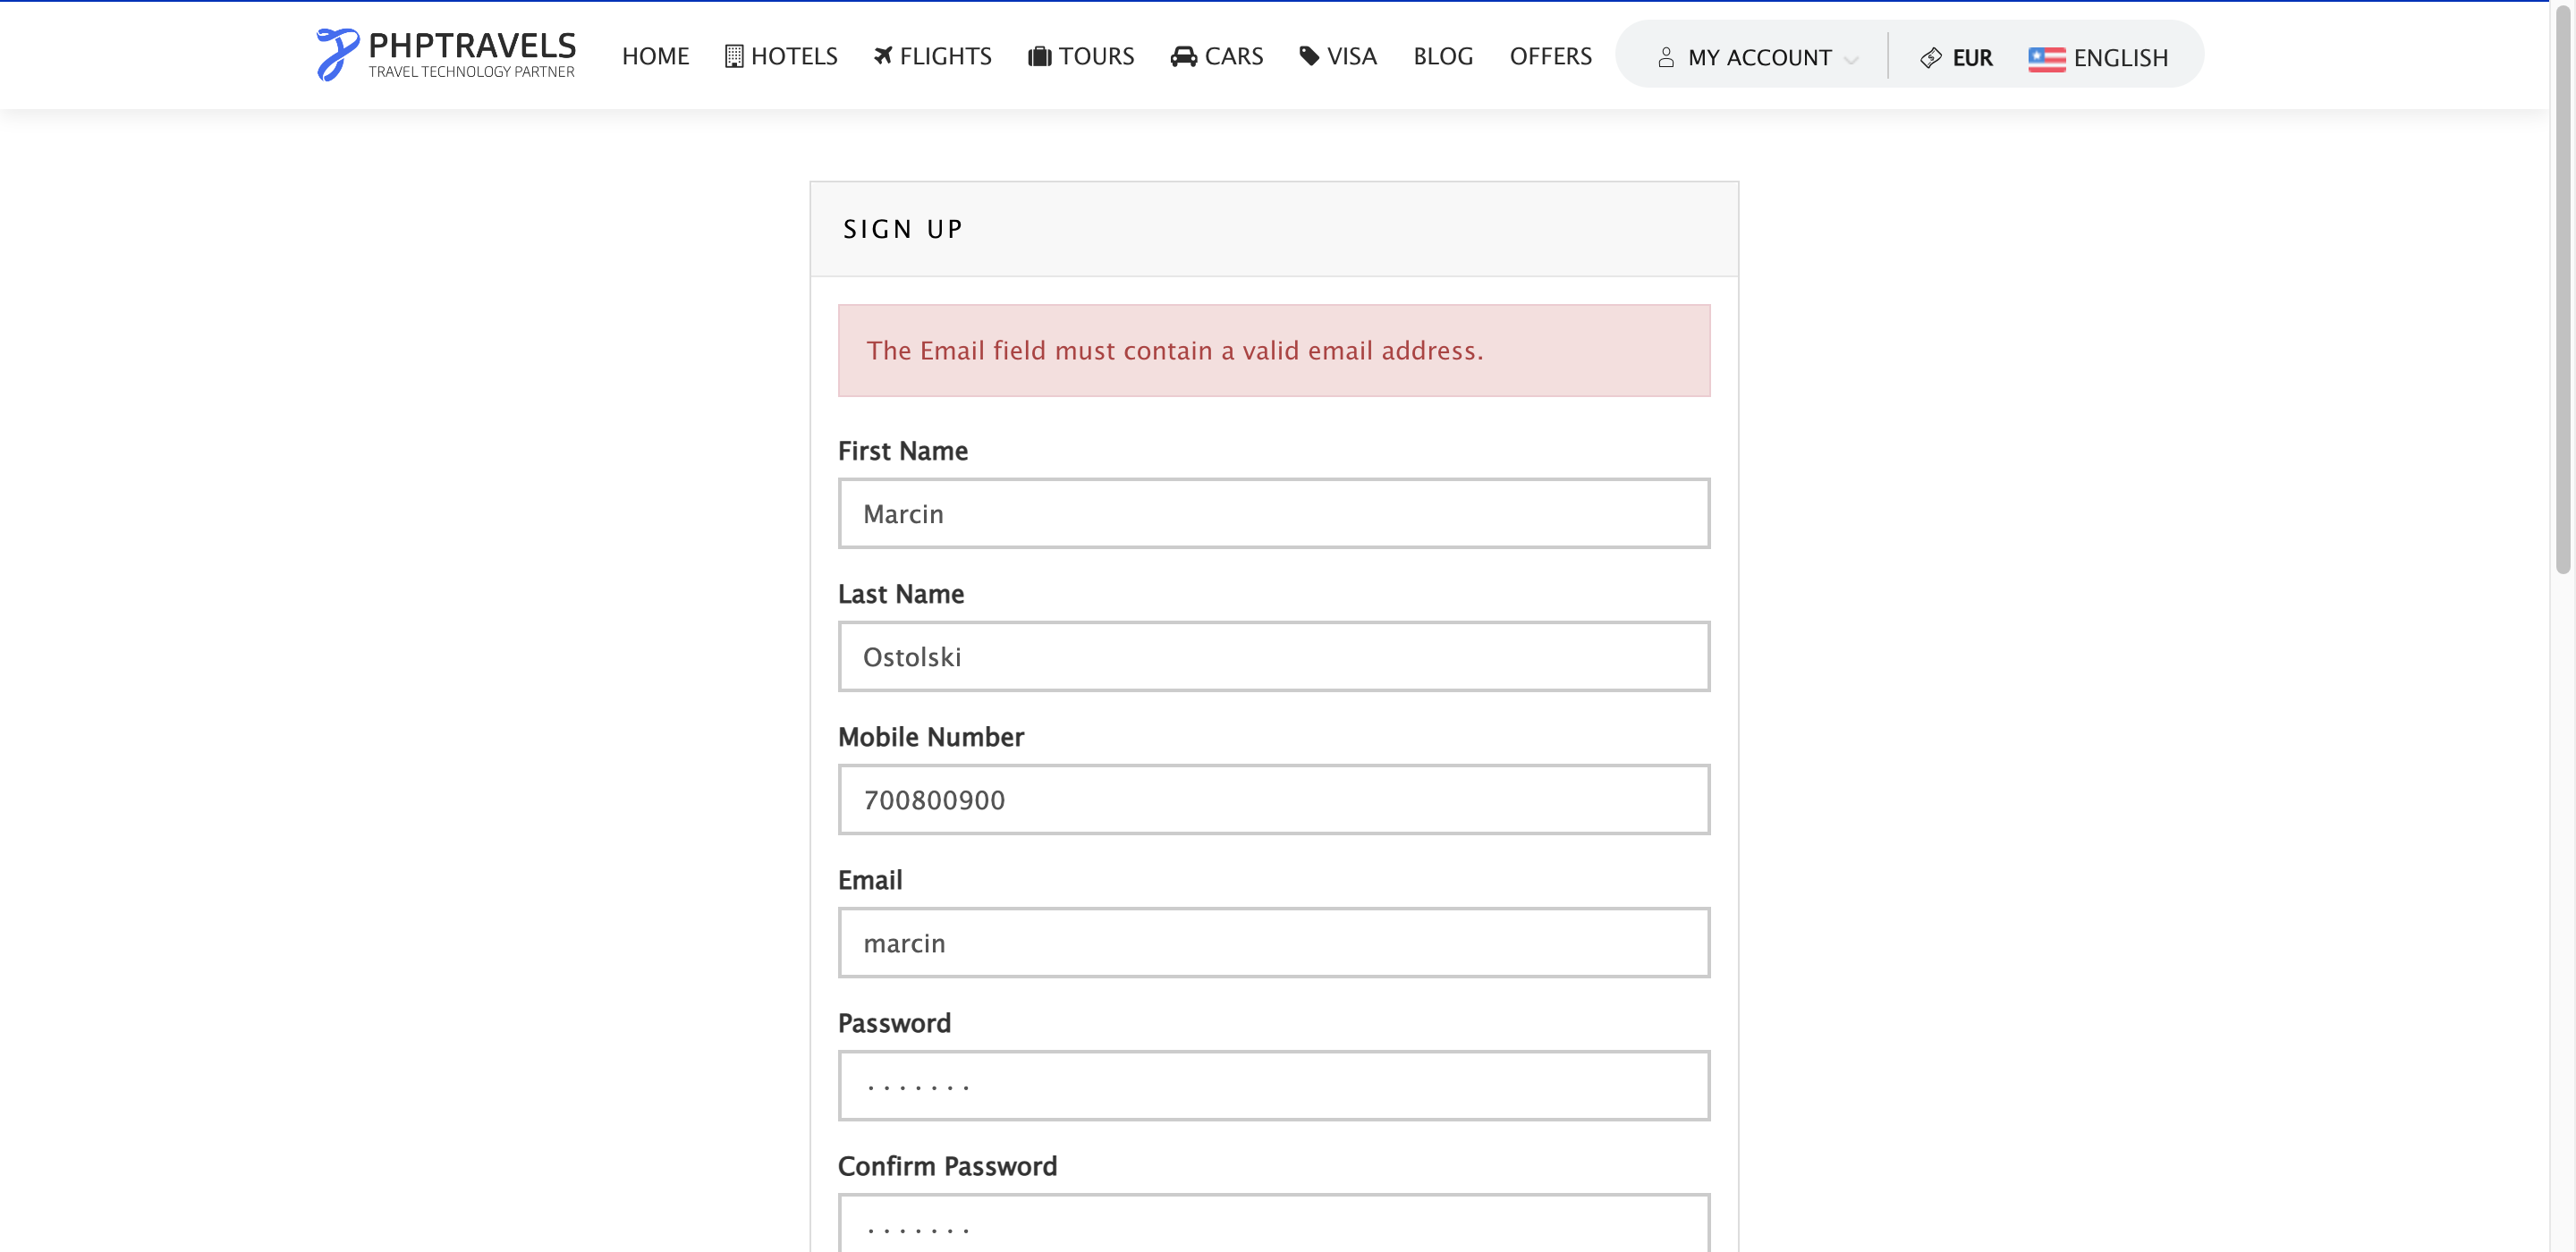 PHPTRAVELS
TRAVEL TECHNOLOGY PARTNER
HOME HOTELS FLIGHTS TOURS CARS VISA BLOG OFFERS MY ACCOUNT EUR ENGLISH
SIGN UP
The Email field must contain a valid email address.
First Name
Marcin
Last Name
Ostolski
Mobile Number
700800900
Email
marcin
Password
·······
Confirm Password
·······